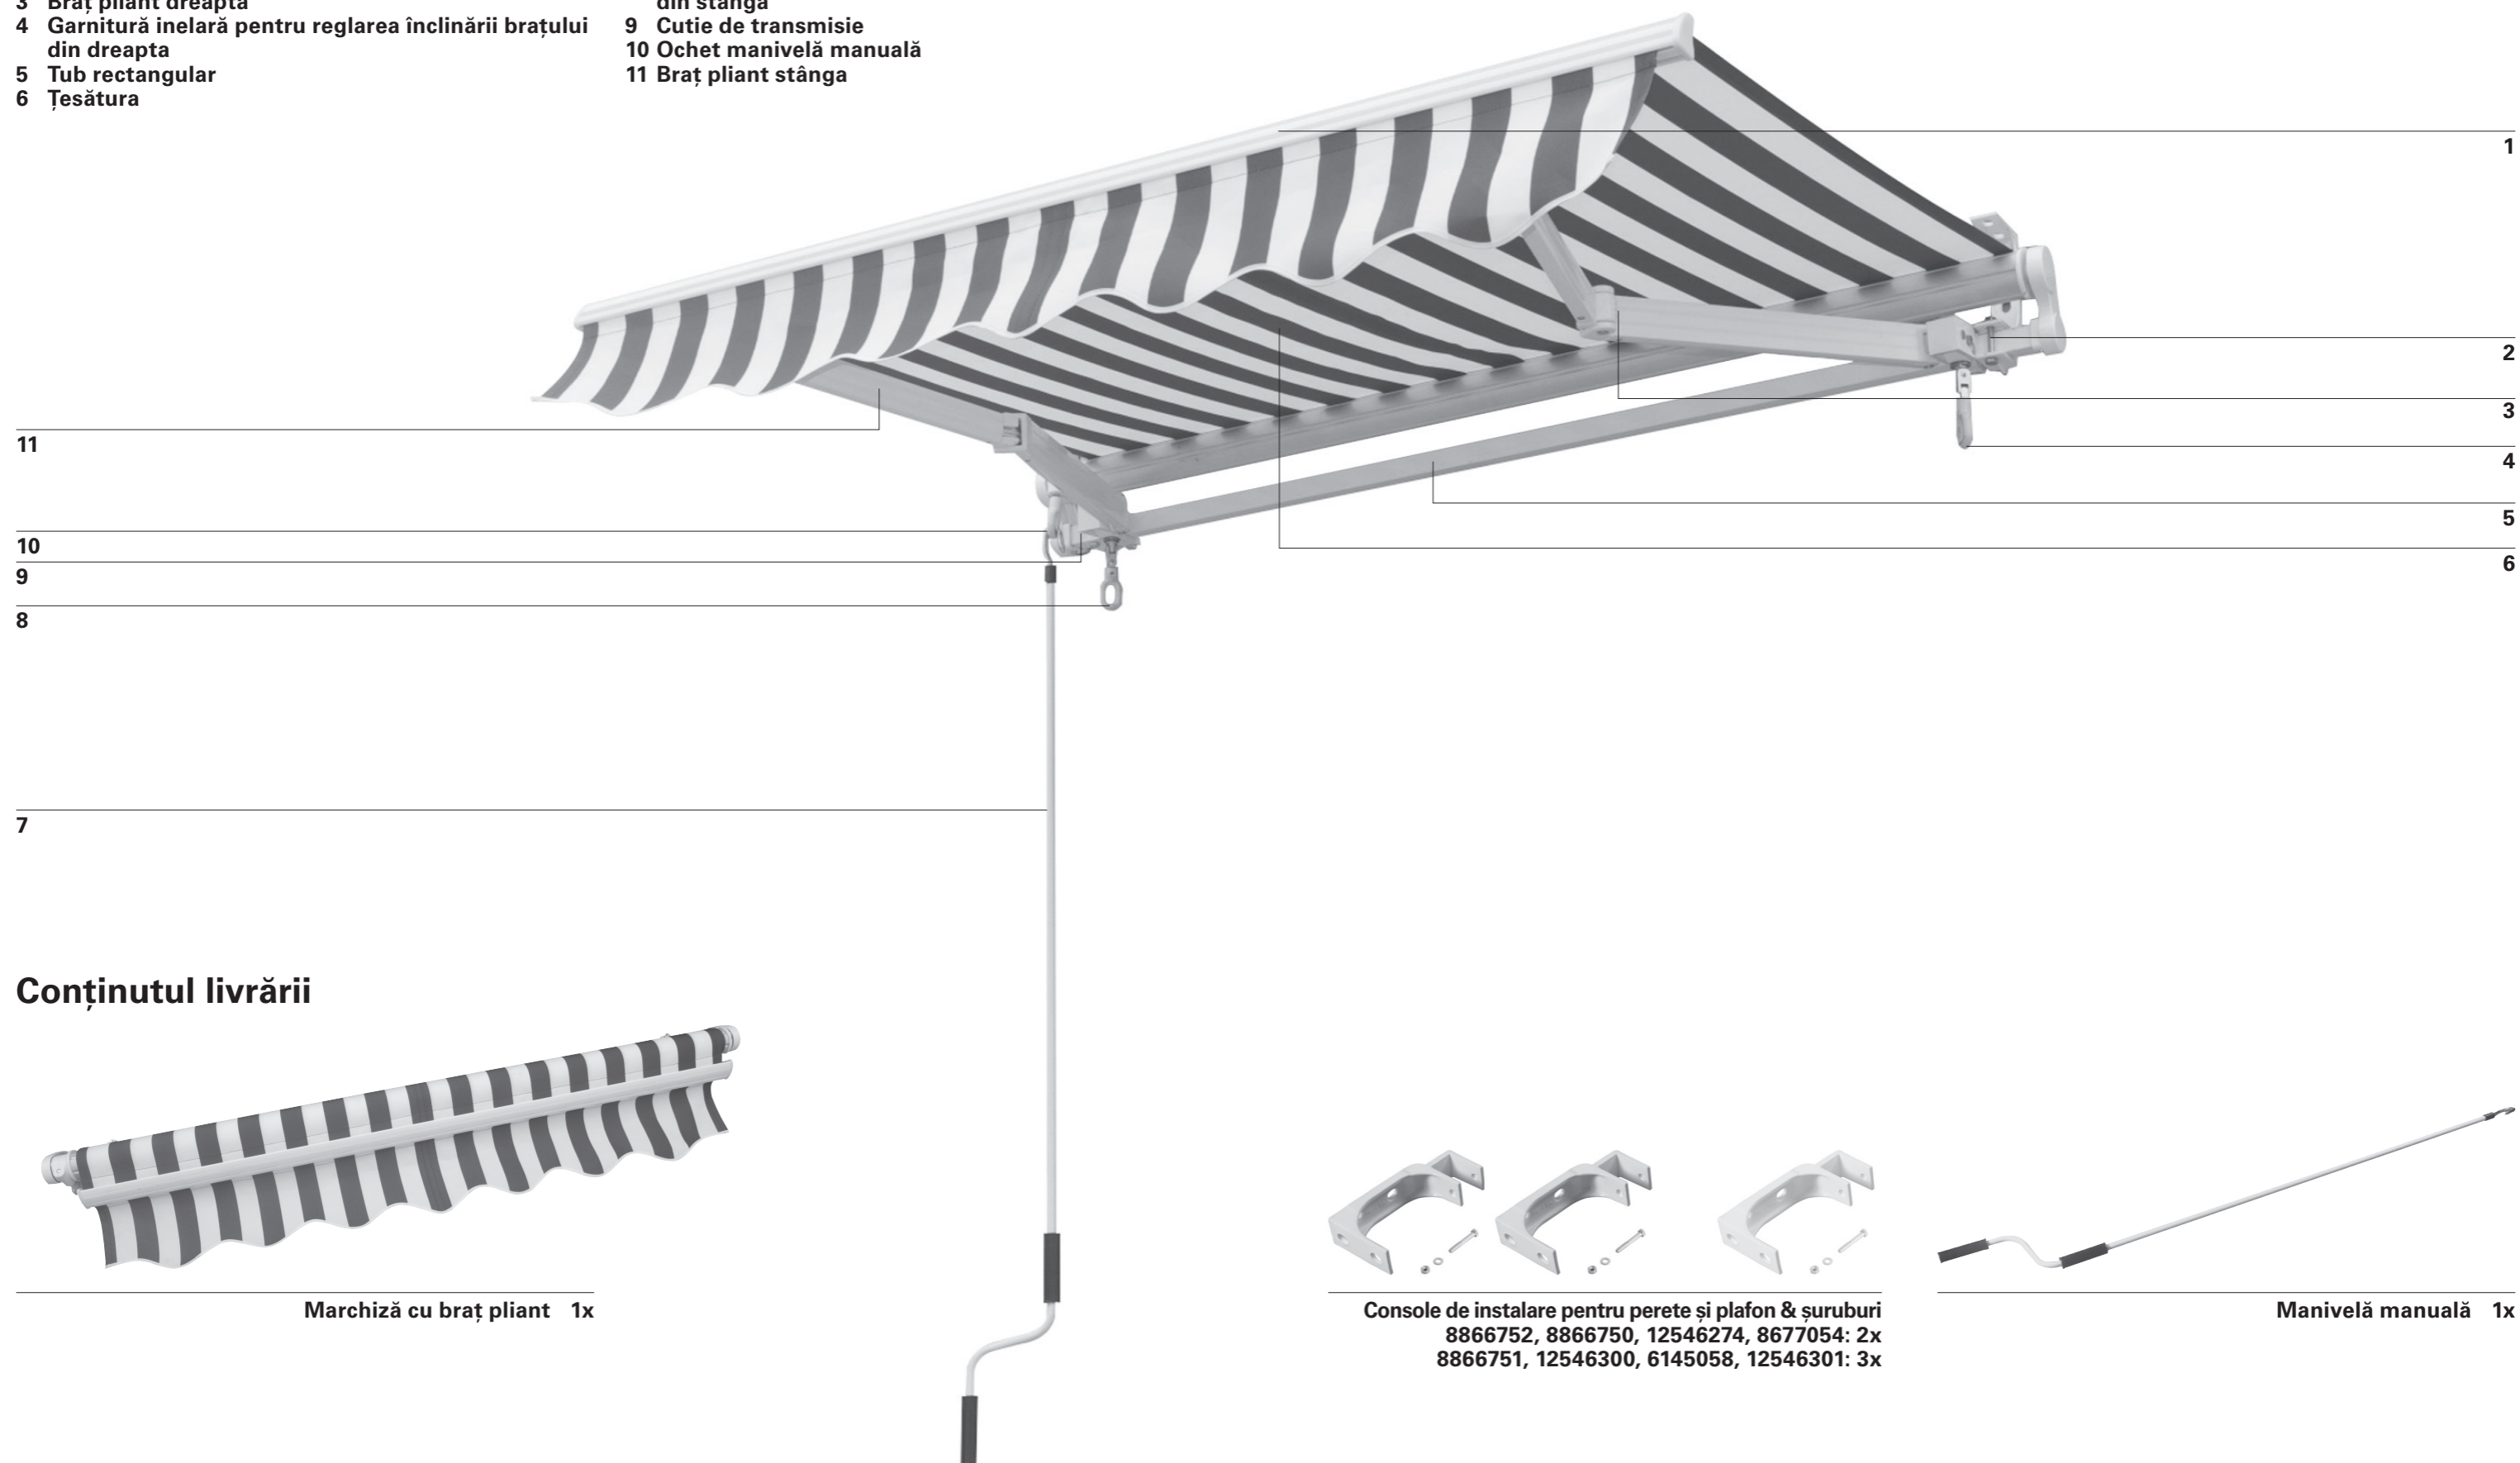 3 Braț pliant dreapta
4 Garnitură inelară pentru reglarea înclinării brațului
din dreapta
5 Tub rectangular
6 Țesătura
din stânga
9 Cutie de transmisie
10 Ochet manivelă manuală
11 Braț pliant stânga
1
2
3
4
5
6
11
10
9
8
7
Conținutul livrării
Marchiză cu braț pliant 1x
Console de instalare pentru perete și plafon & șuruburi
8866752, 8866750, 12546274, 8677054: 2x
8866751, 12546300, 6145058, 12546301: 3x
Manivelă manuală 1x